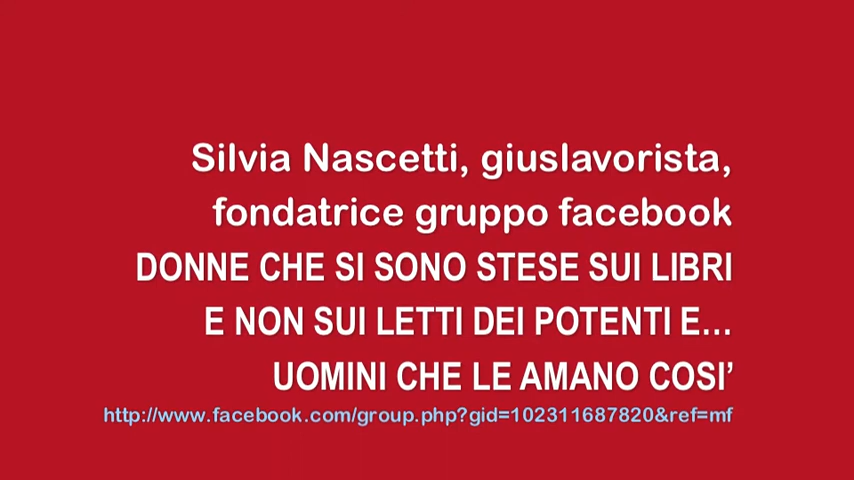 Silvia Nascetti, giuslavorista,
fondatrice gruppo facebook
DONNE CHE SI SONO STESE SUI LIBRI
E NON SUI LETTI DEI POTENTI E...
UOMINI CHE LE AMANO COSI’
http://www.facebook.com/group.php?gid=102311687820&ref=mf